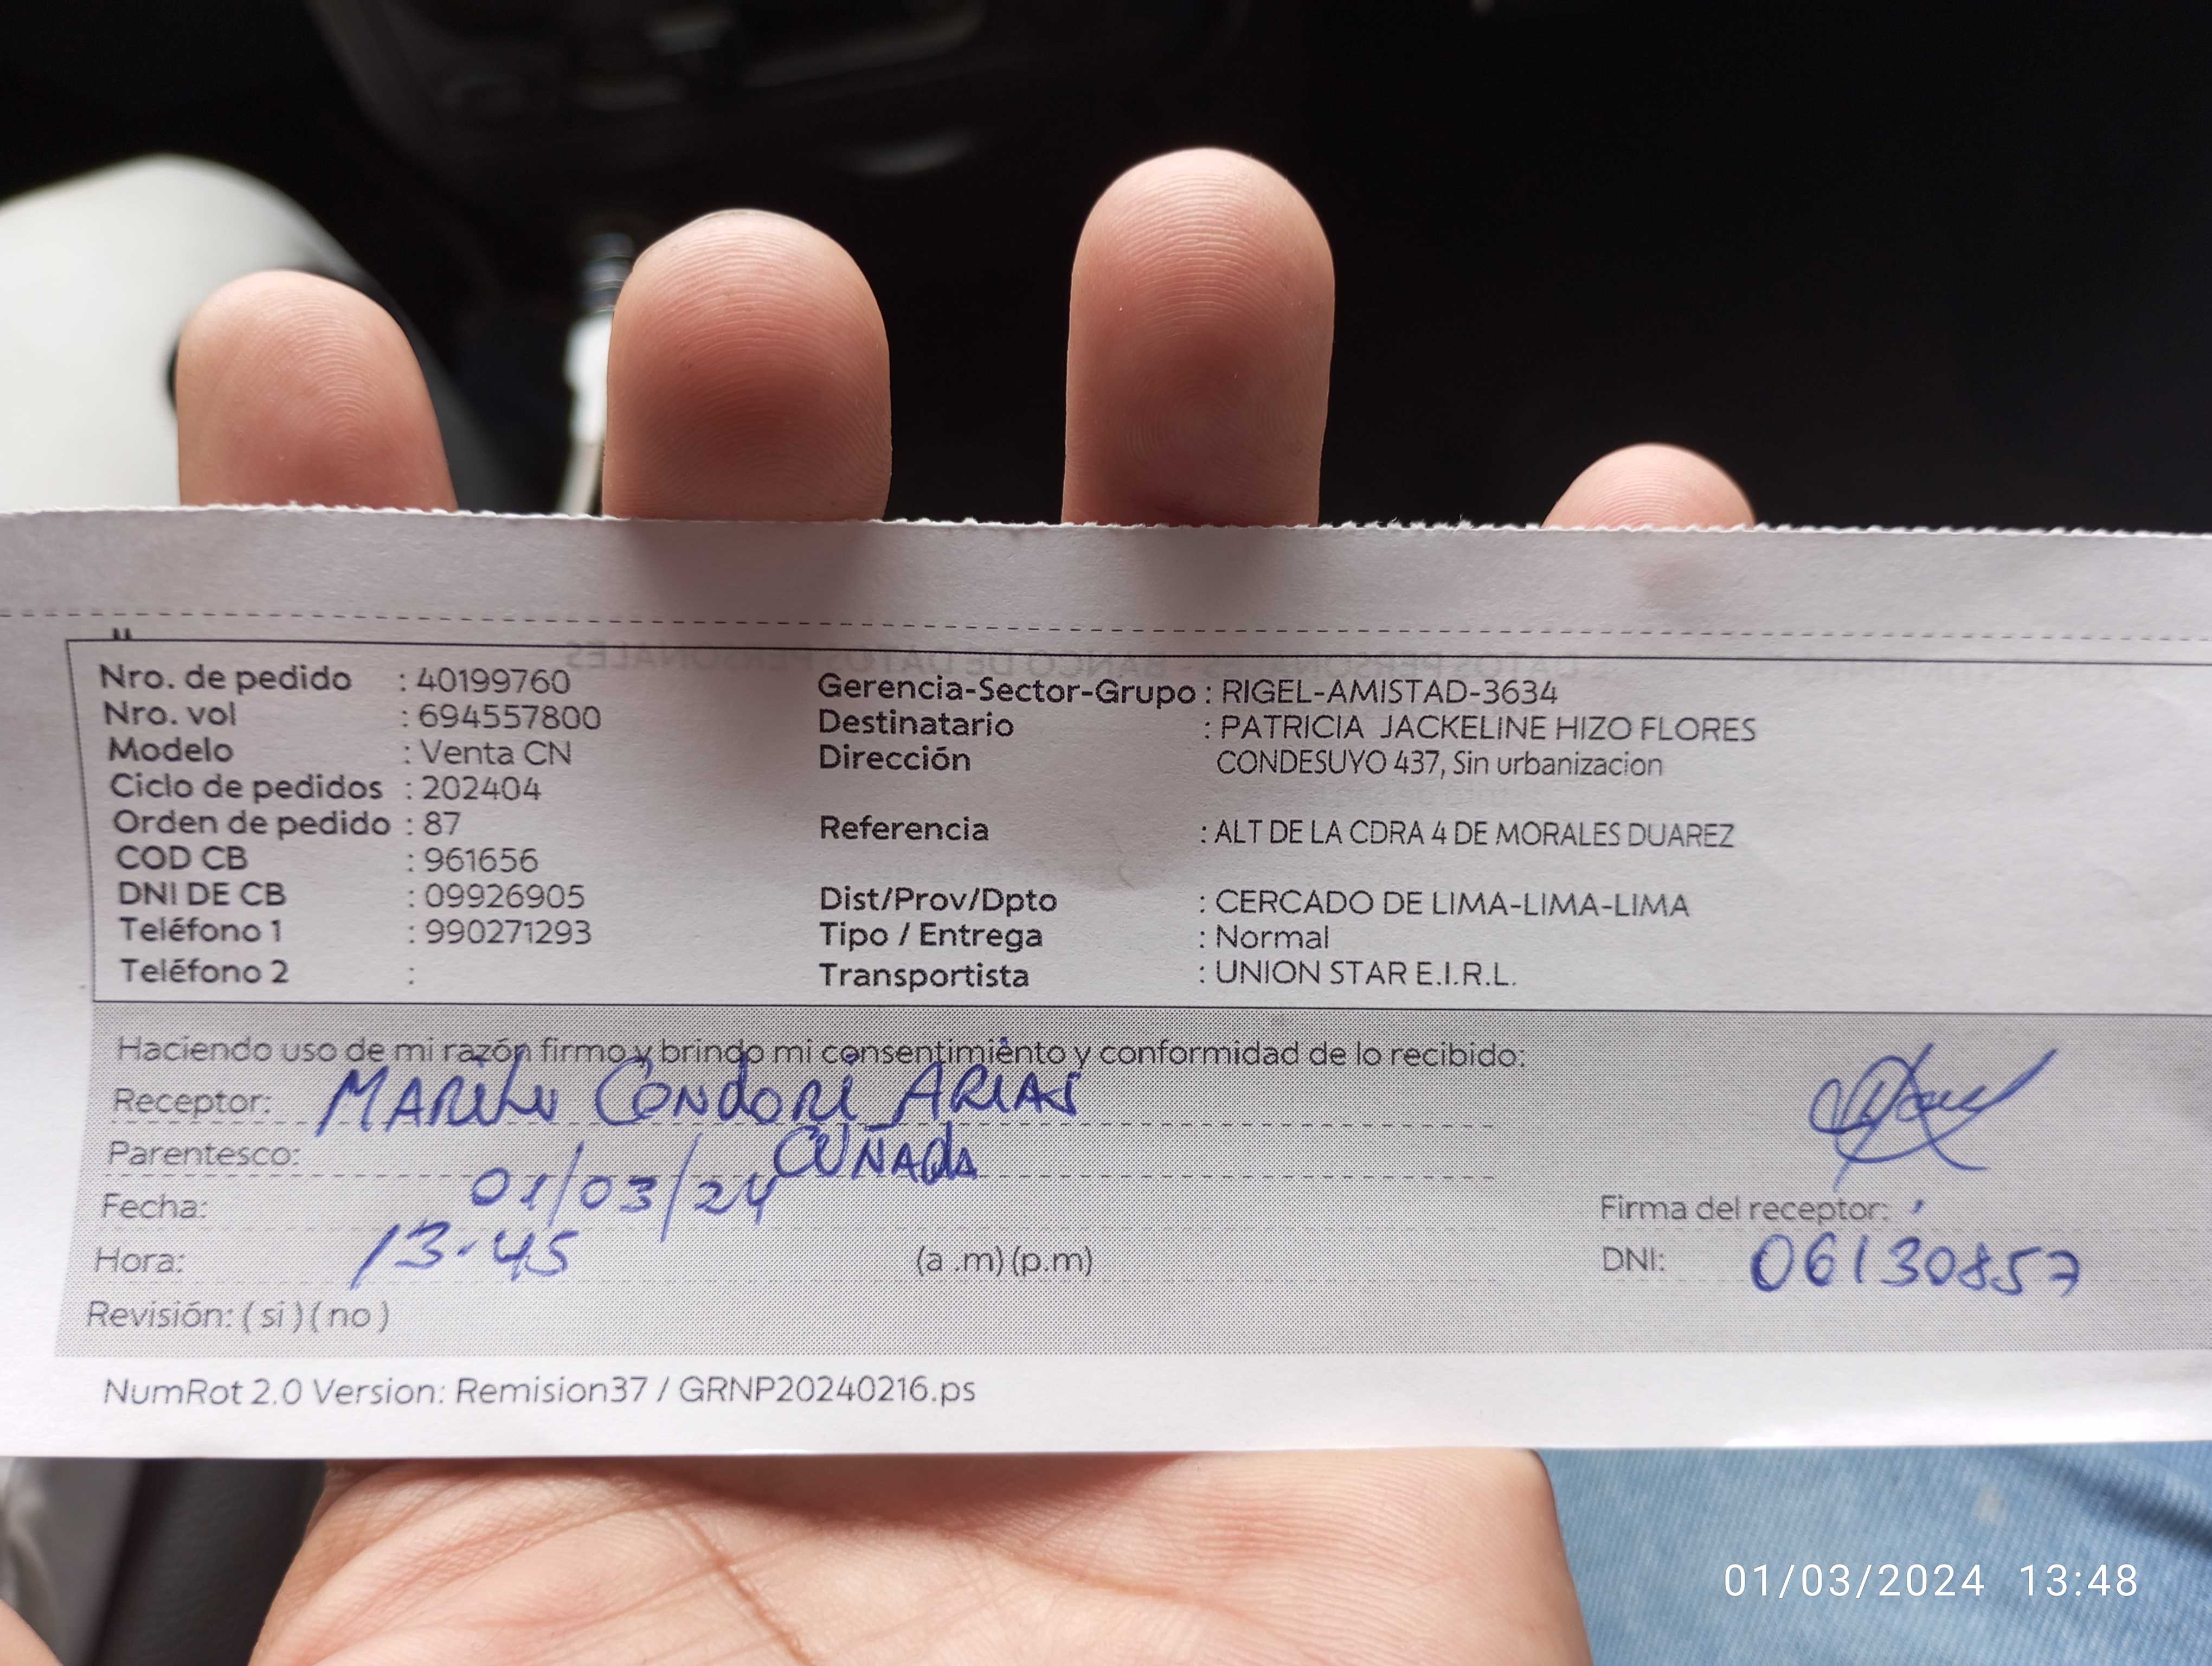 Nro. de pedido : 40199760
Nro. vol : 694557800
Modelo : Venta CN
Ciclo de pedidos : 202404
Orden de pedido : 87
COD CB : 961656
DNI DE CB : 09926905
Teléfono 1 : 990271293
Teléfono 2 :
Gerencia-Sector-Grupo : RIGEL-AMISTAD-3634
Destinatario : PATRICIA JACKELINE HIZO FLORES
Dirección CONDESUYO 437, Sin urbanizacion
Referencia : ALT DE LA CDRA 4 DE MORALES DUAREZ
Dist/Prov/Dpto : CERCADO DE LIMA-LIMA-LIMA
Tipo / Entrega : Normal
Transportista : UNION STAR E.I.R.L.
Haciendo uso de mi razón firmo y brindo mi consentimiento y conformidad de lo recibido:
Receptor: MARILU CONDORI ARIAS
Parentesco: CUÑADA
Fecha: 01/03/24
Firma del receptor:
Hora: 13-45 (a .m) (p.m)
DNI: 06130857
Revisión: ( si ) ( no )
NumRot 2.0 Version: Remision37 / GRNP20240216.ps
01/03/2024 13:48